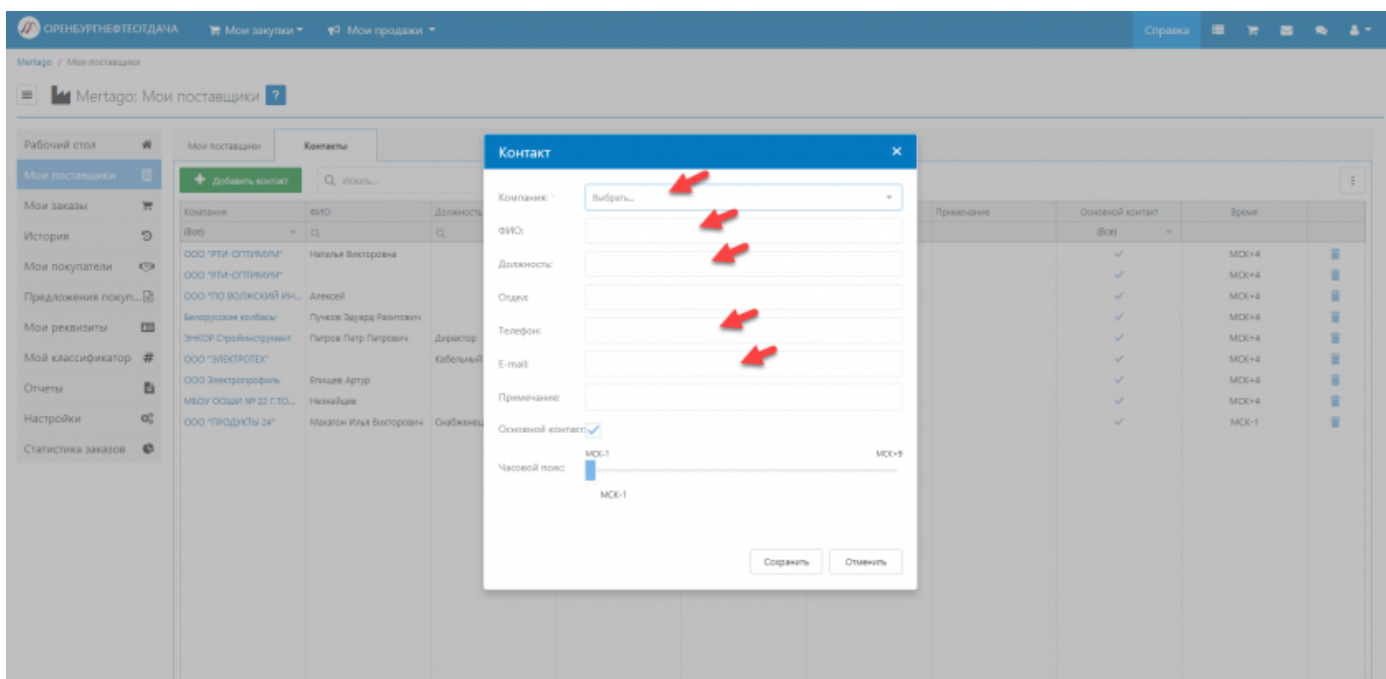 ОРЕНБУРГНЕФТЕОТДАЧА Мои закупки Мои продажи Справка
Mertago / Мои поставщики
Mertago: Мои поставщики ?
Рабочий стол
Мои поставщики
Мои заказы
История
Мои покупатели
Предложения покуп...
Мои реквизиты
Мой классификатор
Отчеты
Настройки
Статистика заказов
Мои поставщики Контакты
Добавить контакт Искать...
Компания ФИО Должность Примечание Основной контакт Время
(Все) (Все)
ООО "РТИ-ОПТИМУМ" Наталья Викторовна МСК+4
ООО "РТИ-ОПТИМУМ" МСК+4
ООО "ПО ВОЛЖСКИЙ ИН... Алексей МСК+4
Белорусские колбасы Пучков Эдуард МСК+4
ЭНКОР Стройинструмент Петров Петр Петрович Директор МСК+4
ООО "ЭЛЕКТРОТЕК" Кабельный МСК+4
ООО Электропрофиль Епищев Артур МСК+4
МБОУ ООШИ № 22 Г.ТО... Незнайцев МСК+4
ООО "ПРОДУКТЫ 24" Макагон Илья Викторович Снабженец МСК-1
Контакт
Компания: * Выбрать...
ФИО:
Должность:
Отдел:
Телефон:
E-mail:
Примечание:
Основной контакт:
МСК-1 МСК+9
Часовой пояс:
МСК-1
Сохранить Отменить